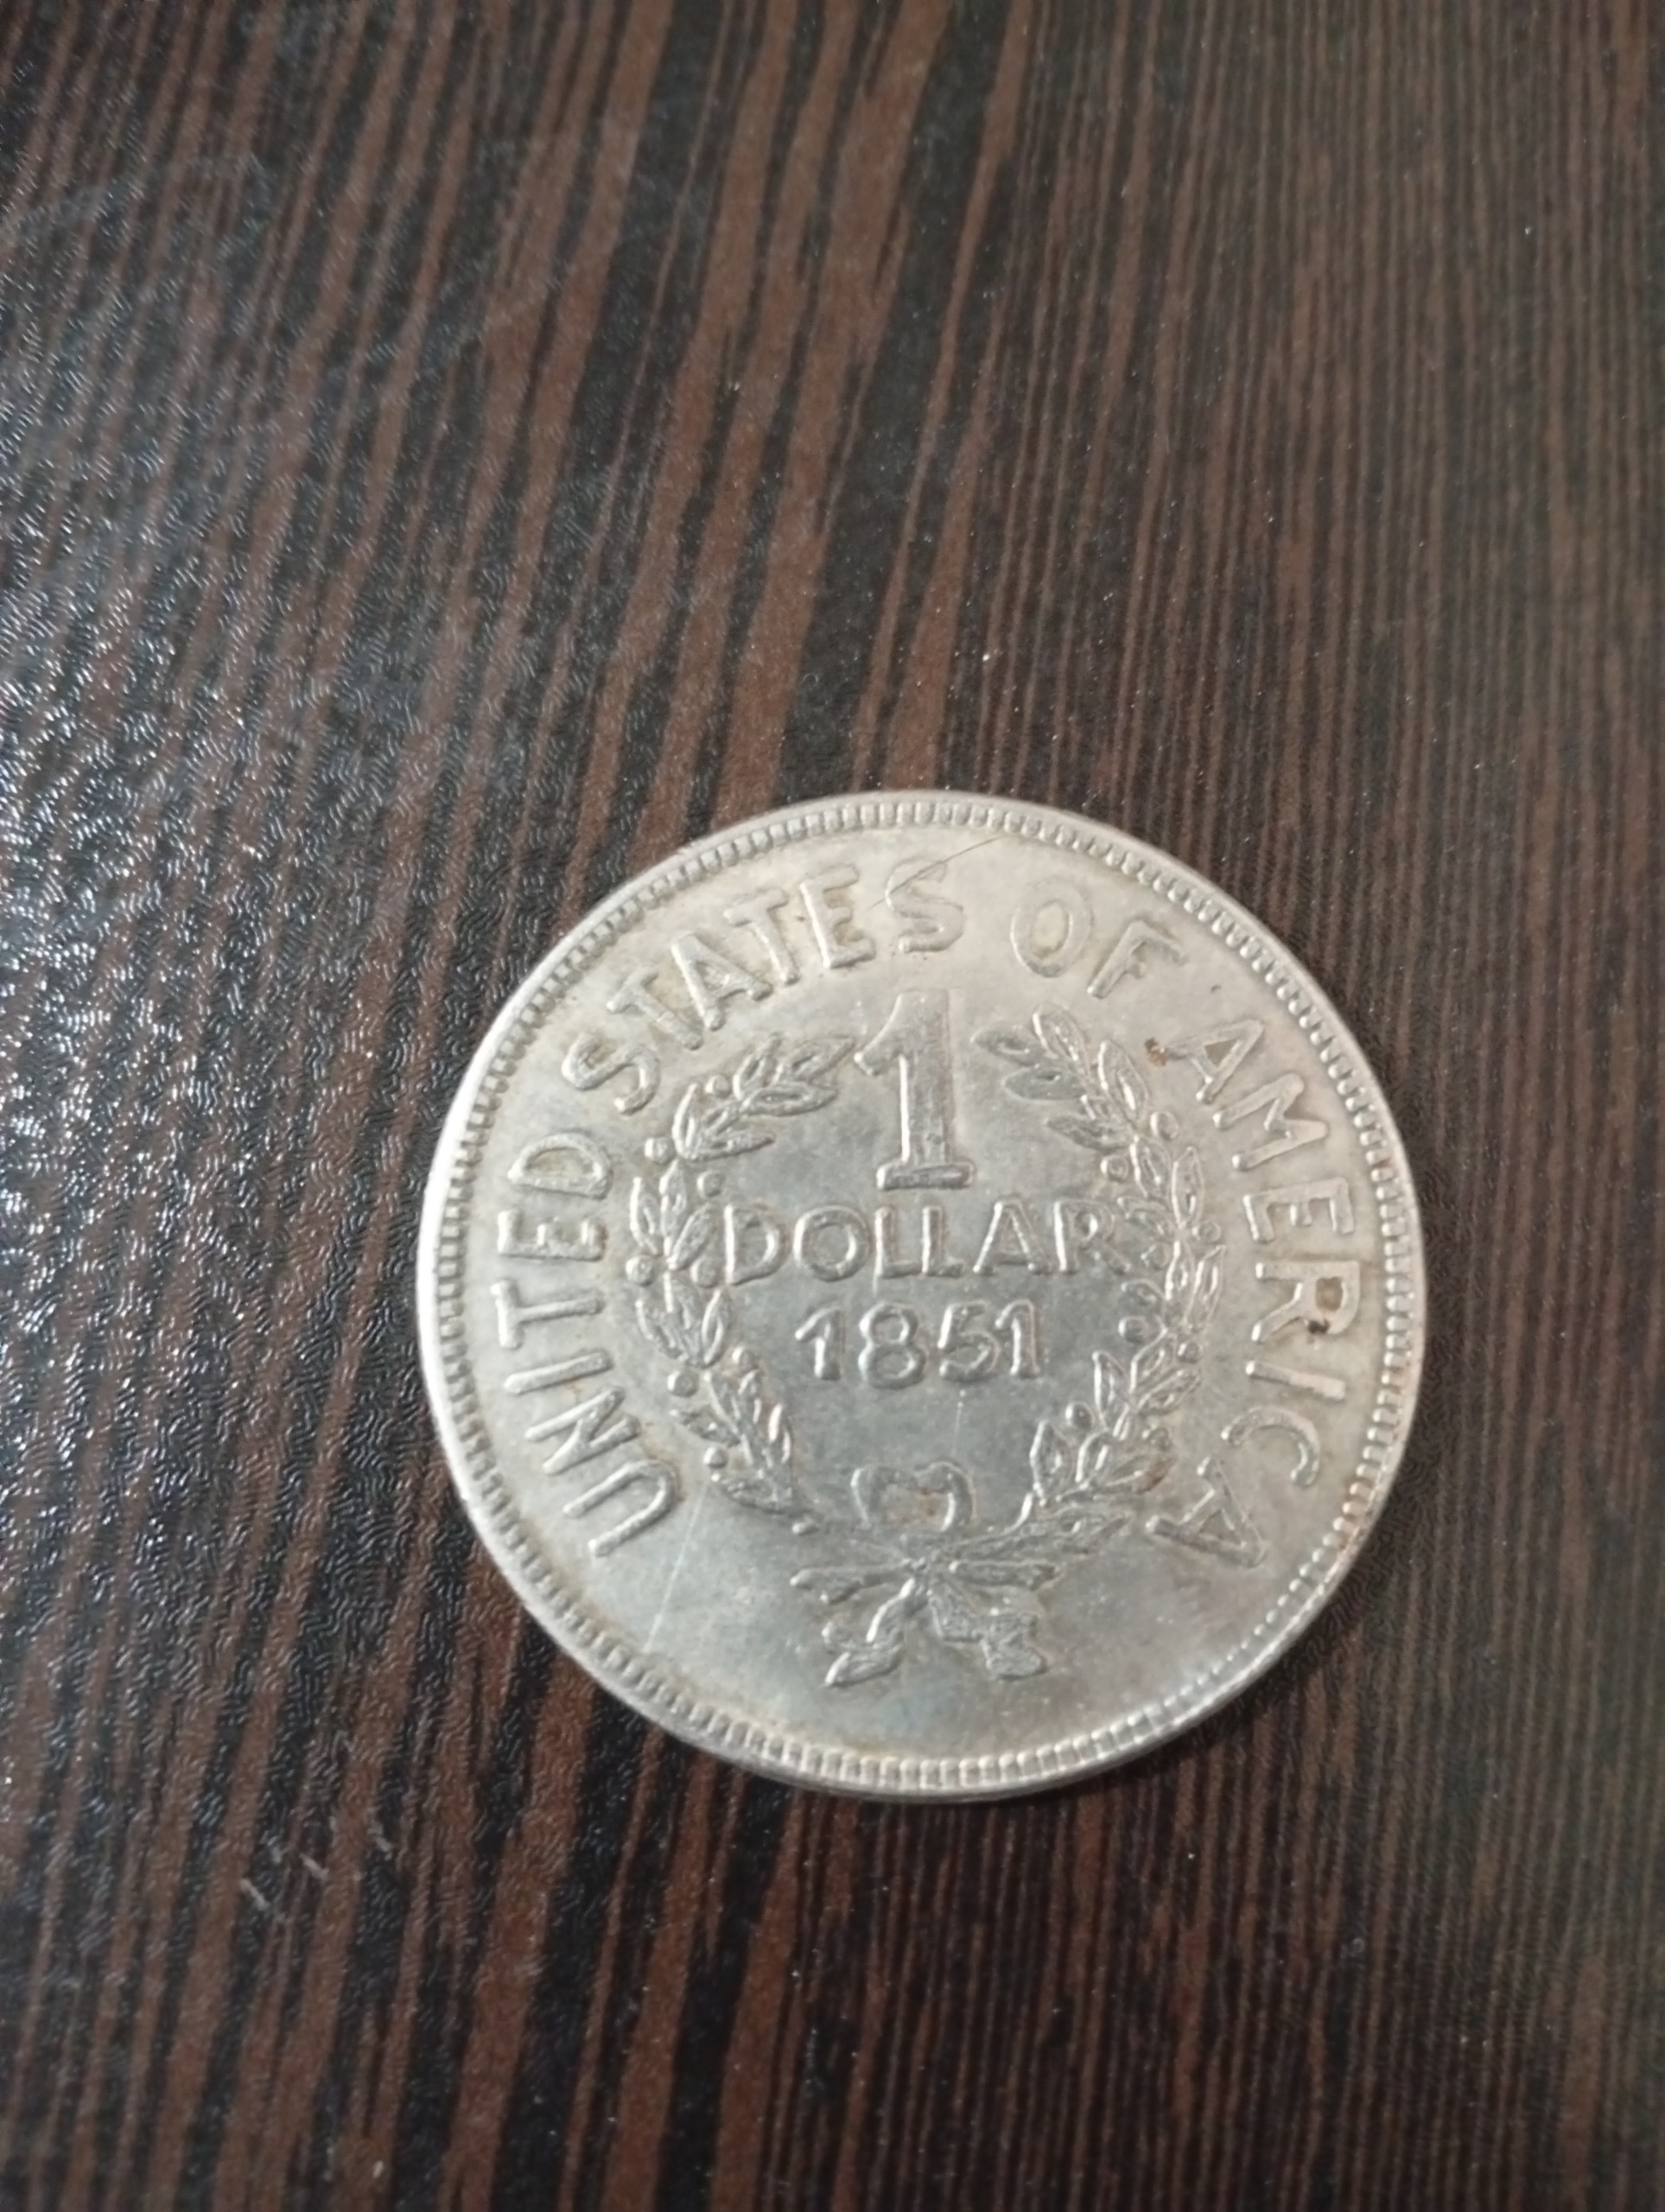 UNITED STATES OF AMERICA
1
DOLLAR
1851